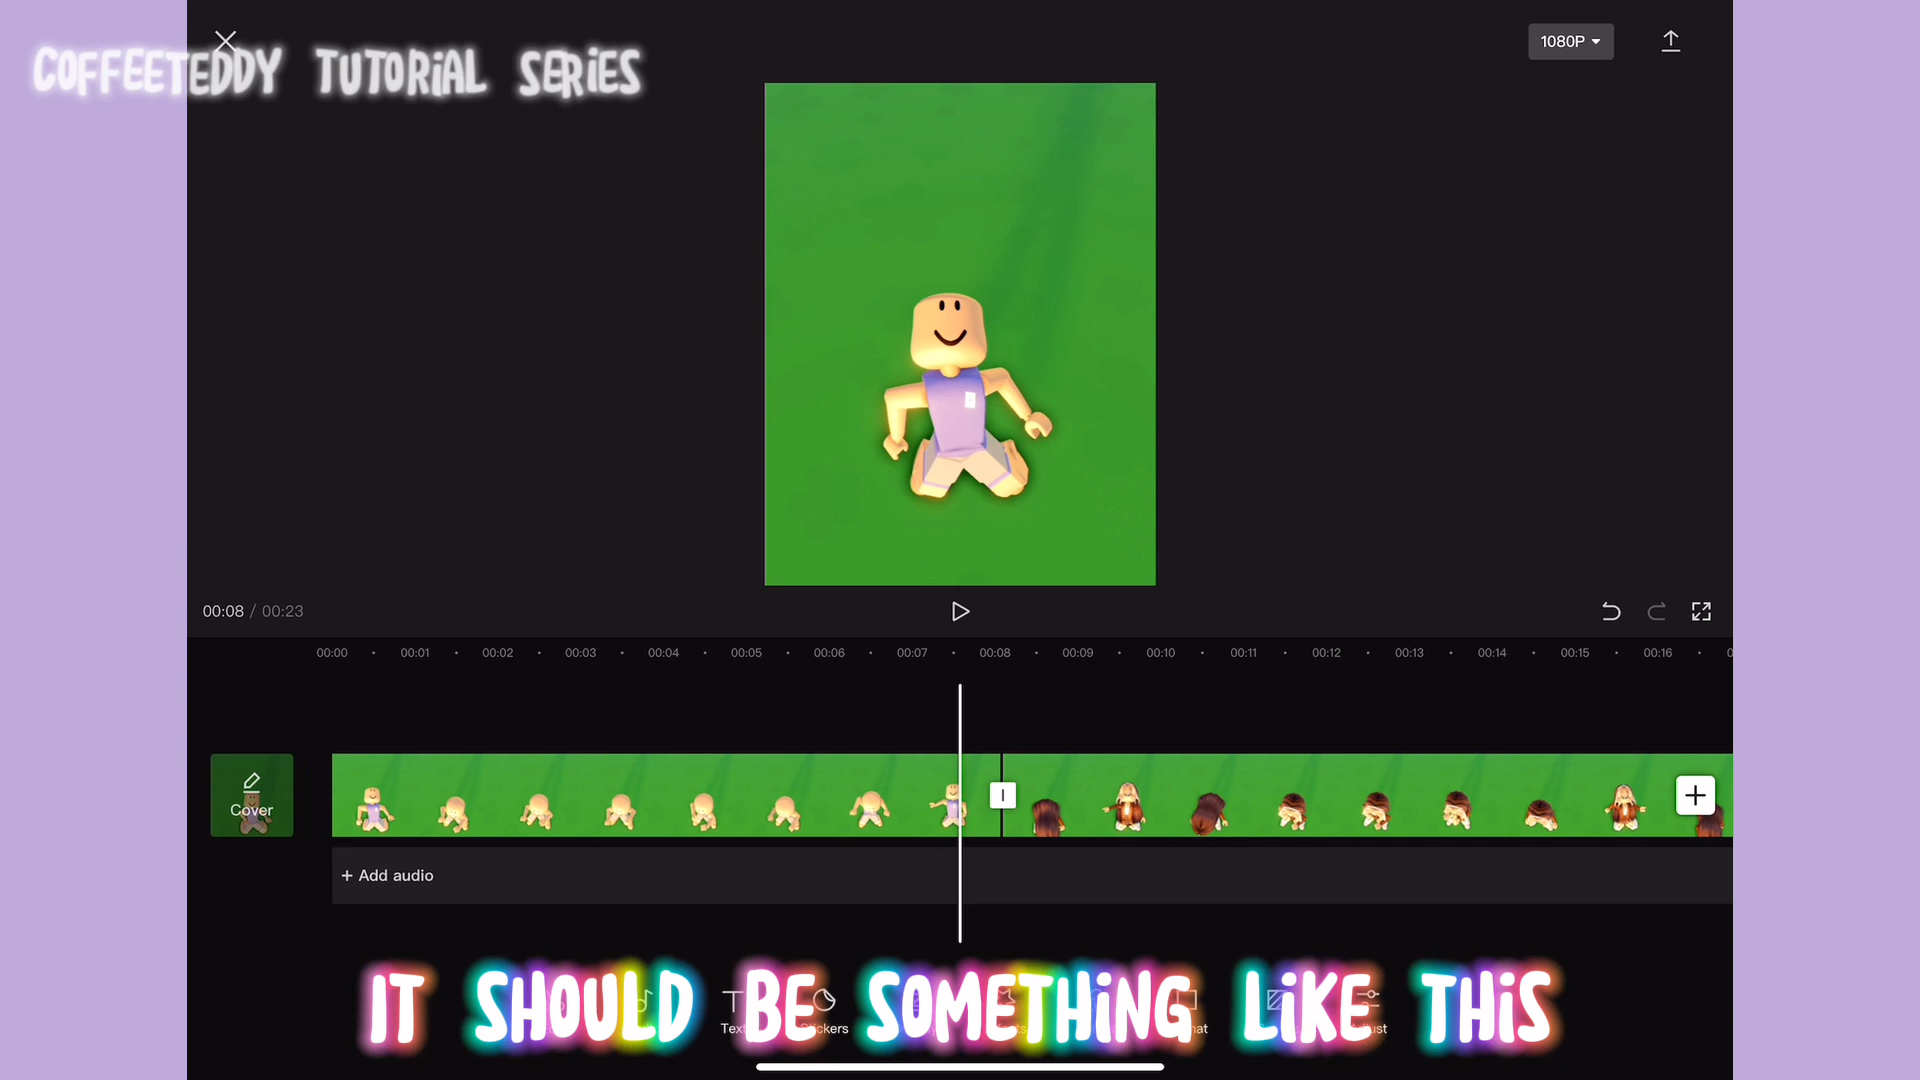 COFFEETEDDY TUTORIAL SERIES
1080P
00:08 / 00:23
00:00 00:01 00:02 00:03 00:04 00:05 00:06 00:07 00:08 00:09 00:10 00:11 00:12 00:13 00:14 00:15 00:16
Cover
+ Add audio
IT SHOULD BE SOMETHING LIKE THIS
Text